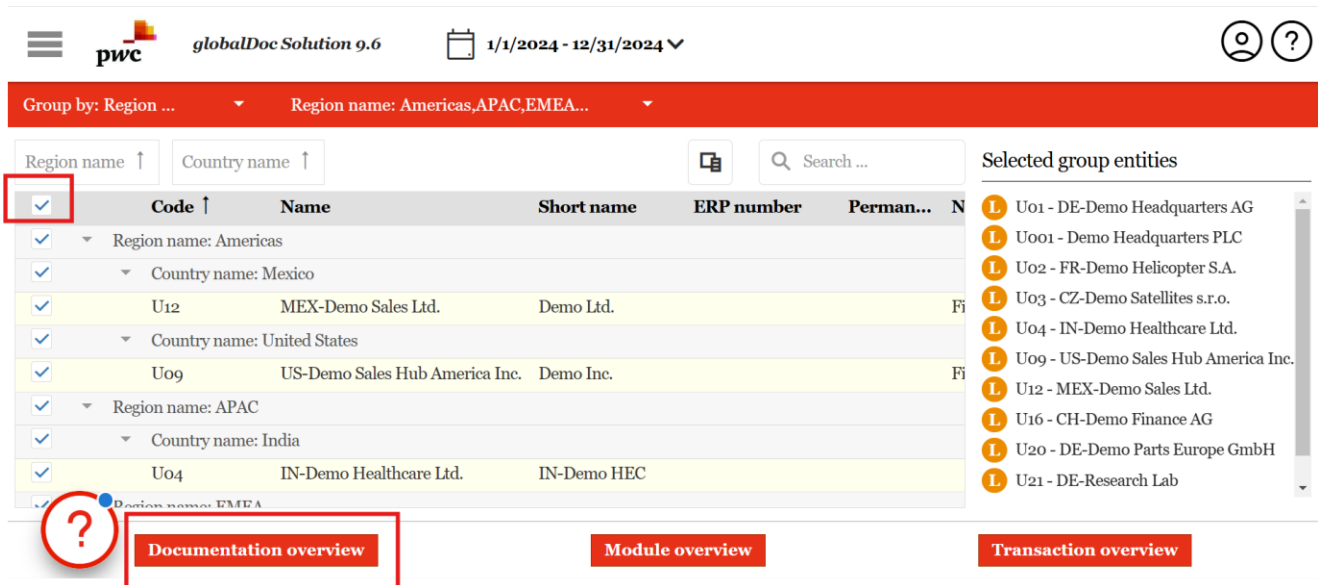 pwc globalDoc Solution 9.6 1/1/2024 - 12/31/2024 ?
Group by: Region ... Region name: Americas,APAC,EMEA...
Region name ↑ Country name ↑ Search ...
Selected group entities
Code ↑ Name Short name ERP number Perman... N
Region name: Americas
Country name: Mexico
U12 MEX-Demo Sales Ltd. Demo Ltd. Fi
Country name: United States
U09 US-Demo Sales Hub America Inc. Demo Inc. Fi
Region name: APAC
Country name: India
U04 IN-Demo Healthcare Ltd. IN-Demo HEC
Region name: EMEA
L U01 - DE-Demo Headquarters AG
L U001 - Demo Headquarters PLC
L U02 - FR-Demo Helicopter S.A.
L U03 - CZ-Demo Satellites s.r.o.
L U04 - IN-Demo Healthcare Ltd.
L U09 - US-Demo Sales Hub America Inc.
L U12 - MEX-Demo Sales Ltd.
L U16 - CH-Demo Finance AG
L U20 - DE-Demo Parts Europe GmbH
L U21 - DE-Research Lab
? Documentation overview Module overview Transaction overview